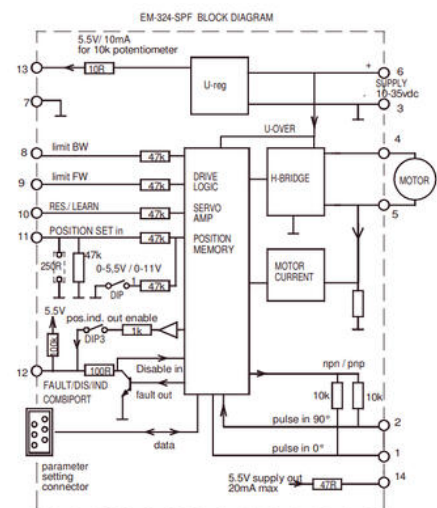 EM-324-SPF BLOCK DIAGRAM
5.5V/ 10mA
for 10k potentiometer
13
10R
U-reg
+
6
SUPPLY
10-35vdc
-
3
7
U-OVER
4
8
limit BW
47k
DRIVE
LOGIC
H-BRIDGE
MOTOR
9
limit FW
47k
10
RES./ LEARN
47k
SERVO
AMP
5
11
POSITION SET in
47k
POSITION
MEMORY
250R
47k
0-5,5V / 0-11V
1
DIP
47k
MOTOR
CURRENT
5.5V
pos.ind. out enable
DIP3
1k
100k
12
100R
Disable in
npn / pnp
FAULT/DIS/IND
COMBIPORT
fault out
10k
10k
pulse in 90°
2
data
pulse in 0°
1
parameter
setting
connector
5.5V supply out
20mA max
47R
14